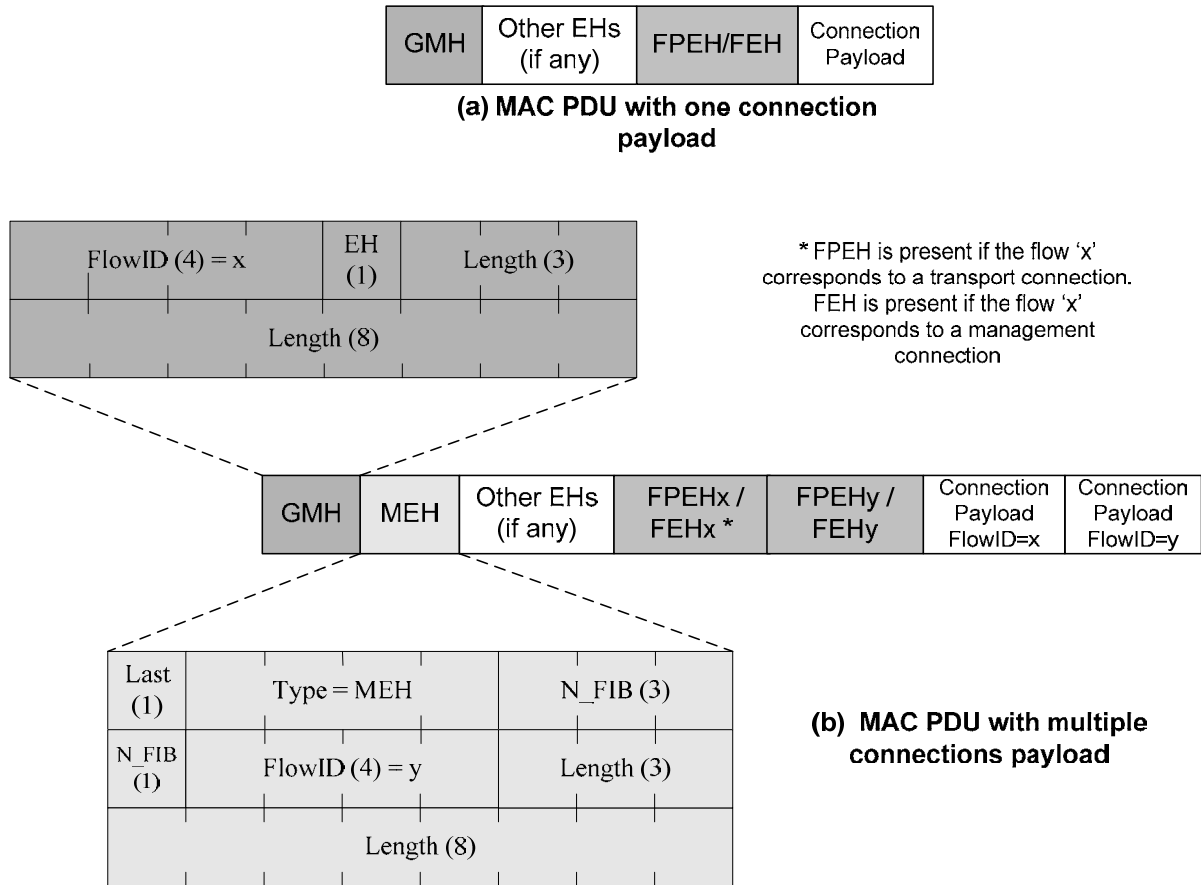 GMH
Other EHs
(if any)
FPEH/FEH
Connection
Payload
(a) MAC PDU with one connection
payload
FlowID (4) = x
EH
(1)
Length (3)
Length (8)
* FPEH is present if the flow ‘x’
corresponds to a transport connection.
FEH is present if the flow ‘x’
corresponds to a management
connection
GMH
MEH
Other EHs
(if any)
FPEHx /
FEHx *
FPEHy /
FEHy
Connection
Payload
FlowID=x
Connection
Payload
FlowID=y
Last
(1)
Type = MEH
N_FIB (3)
N_FIB
(1)
FlowID (4) = y
Length (3)
Length (8)
(b) MAC PDU with multiple
connections payload